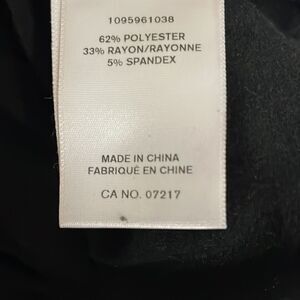 1095961038
62% POLYESTER
33% RAYON/RAYONNE
5% SPANDEX
MADE IN CHINA
FABRIQUÉ EN CHINE
CA NO. 07217